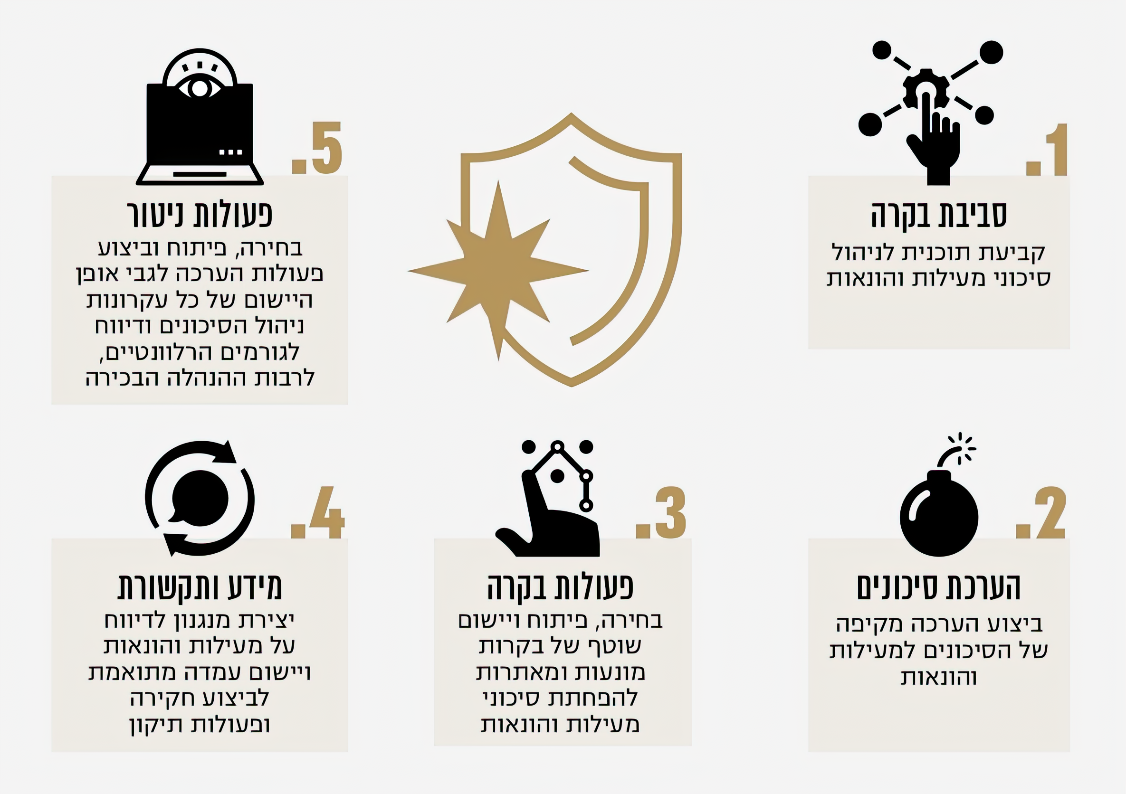 1.
סביבת בקרה
קביעת תוכנית לניהול
סיכוני מעילות והונאות
2.
הערכת סיכונים
ביצוע הערכה מקיפה
של הסיכונים למעילות
והונאות
3.
פעולות בקרה
בחירה, פיתוח ויישום
שוטף של בקרות
מונעות ומאתרות
להפחתת סיכוני
מעילות והונאות
4.
מידע ותקשורת
יצירת מנגנון לדיווח
על מעילות והונאות
ויישום עמדה מתואמת
לביצוע חקירה
ופעולות תיקון
5.
פעולות ניטור
בחירה, פיתוח וביצוע
פעולות הערכה לגבי אופן
היישום של כל עקרונות
ניהול הסיכונים ודיווח
לגורמים הרלוונטיים,
לרבות ההנהלה הבכירה